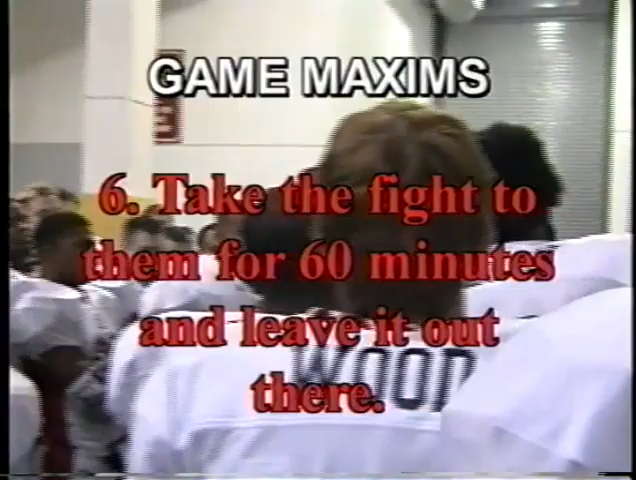 GAME MAXIMS
6. Take the fight to
them for 60 minutes
and leave it out
there.
WOOD